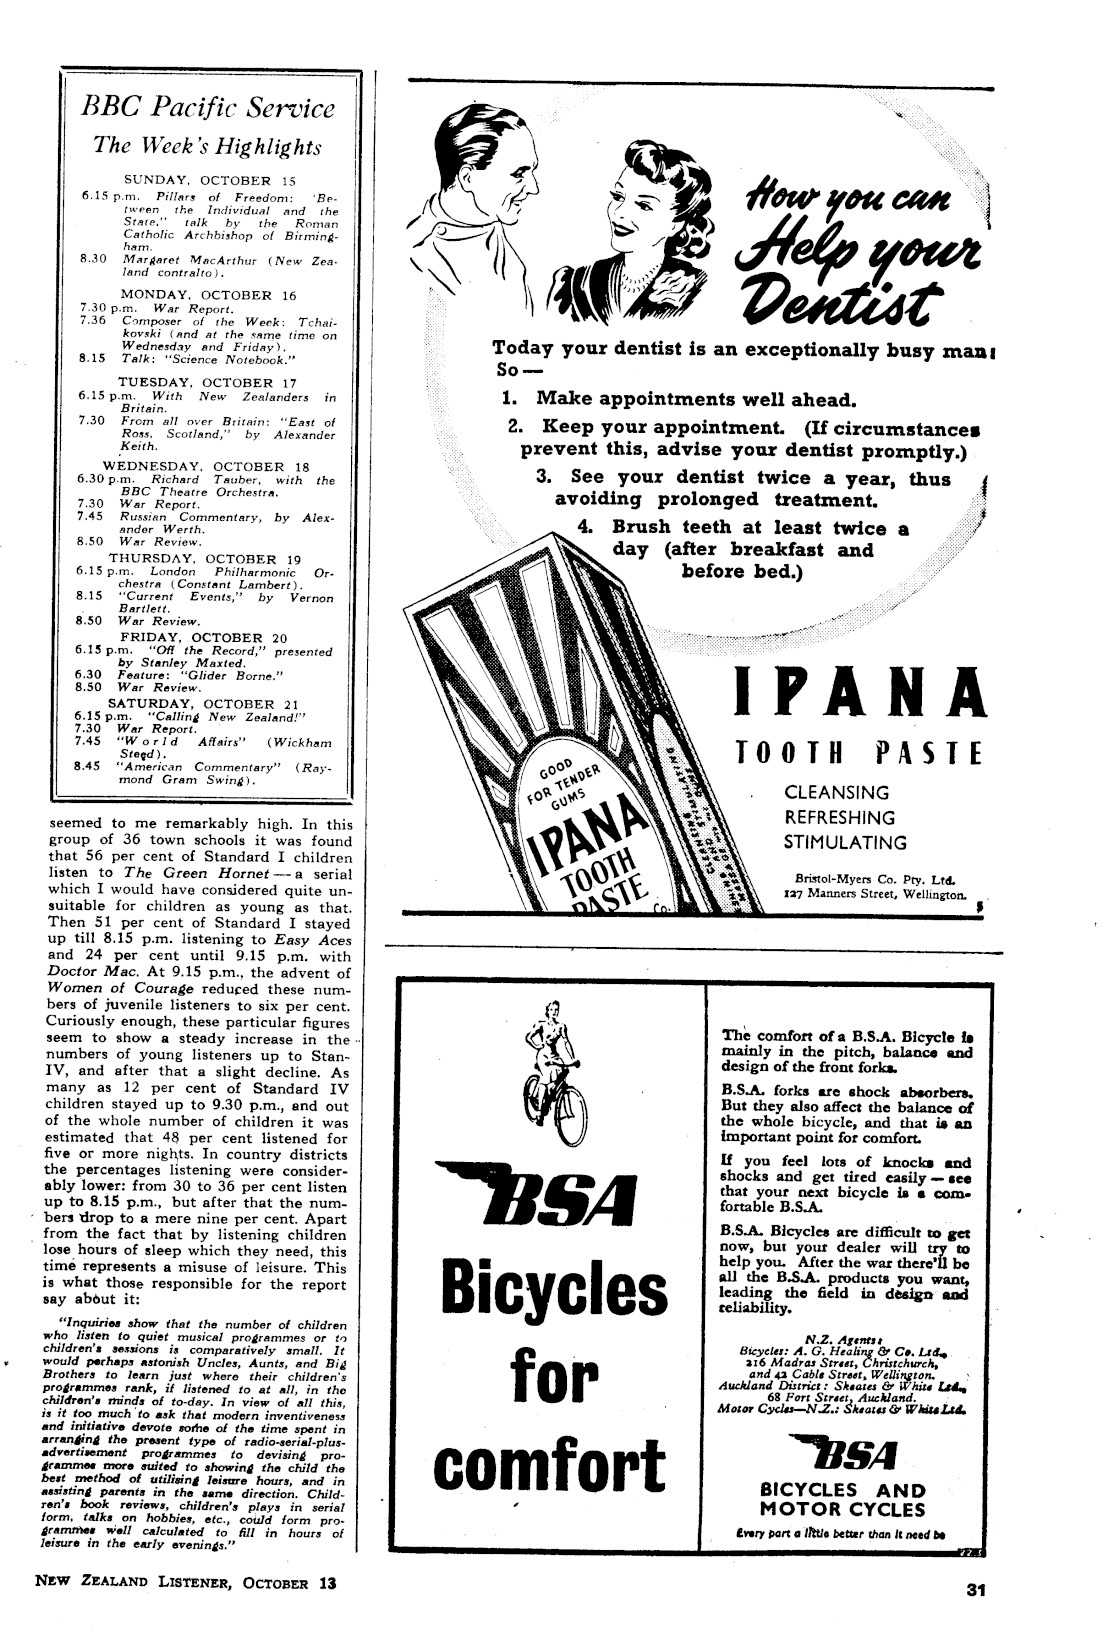 BBC Pacific Service
The Week's Highlights
SUNDAY, OCTOBER 15
6.15 p.m. Pillars of Freedom: 'Be-
tween the Individual and the
State," talk by the Roman
Catholic Archbishop of Birming-
ham.
8.30 Margaret MacArthur (New Zea-
land contralto).
MONDAY, OCTOBER 16
7.30 p.m. War Report.
7.36 Composer of the Week: Tchai-
kovski (and at the same time on
Wednesday and Friday).
8.15 Talk: "Science Notebook."
TUESDAY, OCTOBER 17
6.15 p.m. With New Zealanders in
Britain.
7.30 From all over Britain: "East of
Ross, Scotland," by Alexander
Keith.
WEDNESDAY, OCTOBER 18
6.30 p.m. Richard Tauber, with the
BBC Theatre Orchestra.
7.30 War Report.
7.45 Russian Commentary, by Alex-
ander Werth.
8.50 War Review.
THURSDAY, OCTOBER 19
6.15 p.m. London Philharmonic Or-
chestra (Constant Lambert).
8.15 "Current Events," by Vernon
Bartlett.
8.50 War Review.
FRIDAY, OCTOBER 20
6.15 p.m. "Off the Record," presented
by Stanley Maxted.
6.30 Feature: "Glider Borne."
8.50 War Review.
SATURDAY, OCTOBER 21
6.15 p.m. "Calling New Zealand!"
7.30 War Report.
7.45 "World Affairs" (Wickham
Steed).
8.45 "American Commentary" (Ray-
mond Gram Swing).
seemed to me remarkably high. In this
group of 36 town schools it was found
that 56 per cent of Standard I children
listen to The Green Hornet — a serial
which I would have considered quite un-
suitable for children as young as that.
Then 51 per cent of Standard I stayed
up till 8.15 p.m. listening to Easy Aces
and 24 per cent until 9.15 p.m. with
Doctor Mac. At 9.15 p.m., the advent of
Women of Courage reduced these num-
bers of juvenile listeners to six per cent.
Curiously enough, these particular figures
seem to show a steady increase in the
numbers of young listeners up to Stan-
IV, and after that a slight decline. As
many as 12 per cent of Standard IV
children stayed up to 9.30 p.m., and out
of the whole number of children it was
estimated that 48 per cent listened for
five or more nights. In country districts
the percentages listening were consider-
ably lower: from 30 to 36 per cent listen
up to 8.15 p.m., but after that the num-
bers drop to a mere nine per cent. Apart
from the fact that by listening children
lose hours of sleep which they need, this
time represents a misuse of leisure. This
is what those responsible for the report
say about it:
"Inquiries show that the number of children
who listen to quiet musical programmes or to
children's sessions is comparatively small. It
would perhaps astonish Uncles, Aunts, and Big
Brothers to learn just where their children's
programmes rank, if listened to at all, in the
children's minds of to-day. In view of all this,
is it too much to ask that modern inventiveness
and initiative devote some of the time spent in
arranging the present type of radio-serial-plus-
advertisement programmes to devising pro-
grammes more suited to showing the child the
best method of utilising leisure hours, and in
assisting parents in the same direction. Child-
ren's book reviews, children's plays in serial
form, talks on hobbies, etc., could form pro-
grammes well calculated to fill in hours of
leisure in the early evenings."
How you can
Help your
Dentist
Today your dentist is an exceptionally busy man!
So—
1. Make appointments well ahead.
2. Keep your appointment. (If circumstances
prevent this, advise your dentist promptly.)
3. See your dentist twice a year, thus
avoiding prolonged treatment.
4. Brush teeth at least twice a
day (after breakfast and
before bed.)
GOOD
FOR TENDER
GUMS
IPANA
TOOTH
PASTE
Co.
IPANA
TOOTH PASTE
CLEANSING
REFRESHING
STIMULATING
Bristol-Myers Co. Pty. Ltd.
127 Manners Street, Wellington.
5
BSA
Bicycles
for
comfort
The comfort of a B.S.A. Bicycle is
mainly in the pitch, balance and
design of the front forks.
B.S.A. forks are shock absorbers.
But they also affect the balance of
the whole bicycle, and that is an
important point for comfort.
If you feel lots of knocks and
shocks and get tired easily — see
that your next bicycle is a com-
fortable B.S.A.
B.S.A. Bicycles are difficult to get
now, but your dealer will try to
help you. After the war there'll be
all the B.S.A. products you want,
leading the field in design and
reliability.
N.Z. Agents:
Bicycles: A. G. Healing & Co. Ltd.,
216 Madras Street, Christchurch,
and 42 Cable Street, Wellington.
Auckland District: Skeates & White Ltd.,
68 Fort Street, Auckland.
Motor Cycles—N.Z.: Skeates & White Ltd.
BSA
BICYCLES AND
MOTOR CYCLES
Every part a little better than it need be
22.3
NEW ZEALAND LISTENER, OCTOBER 13
31